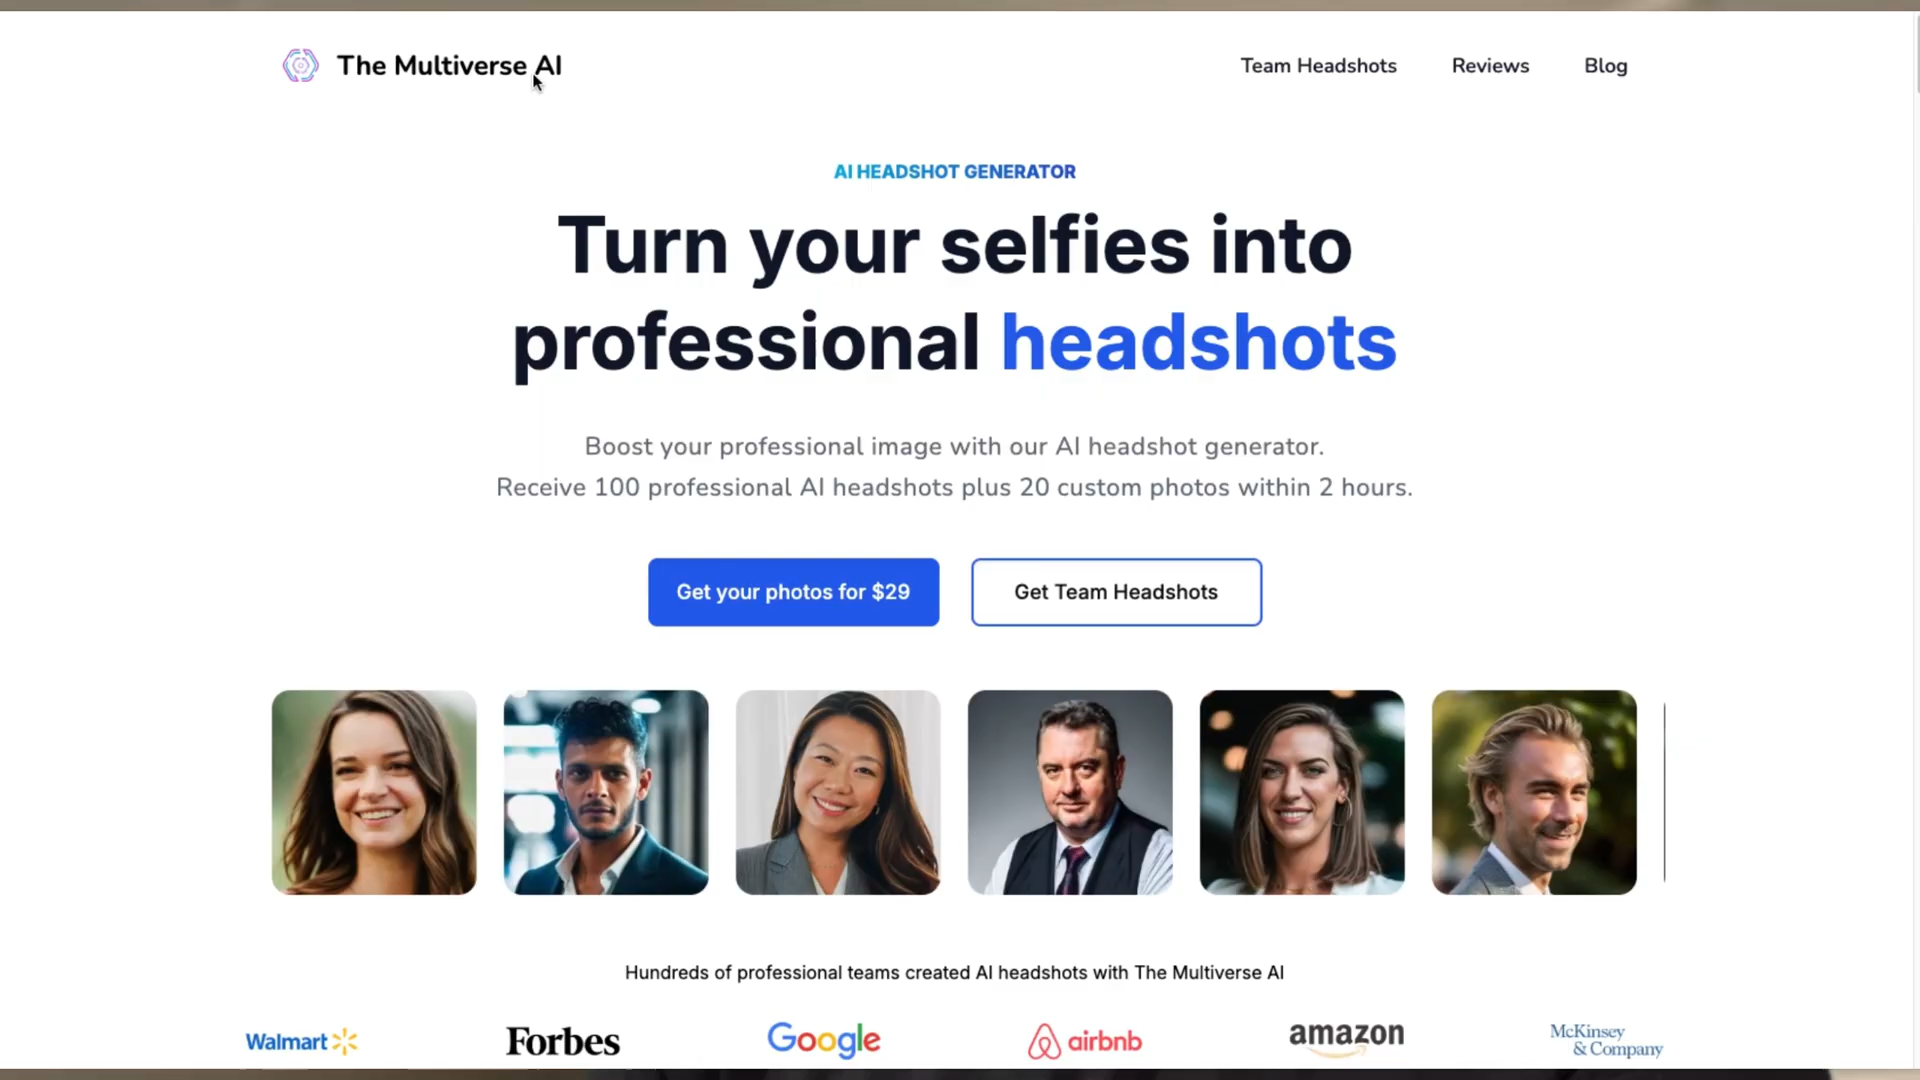 The Multiverse AI
Team Headshots
Reviews
Blog
AI HEADSHOT GENERATOR
Turn your selfies into
professional headshots
Boost your professional image with our AI headshot generator.
Receive 100 professional AI headshots plus 20 custom photos within 2 hours.
Get your photos for $29
Get Team Headshots
Hundreds of professional teams created AI headshots with The Multiverse AI
Walmart
Forbes
Google
airbnb
amazon
McKinsey
& Company